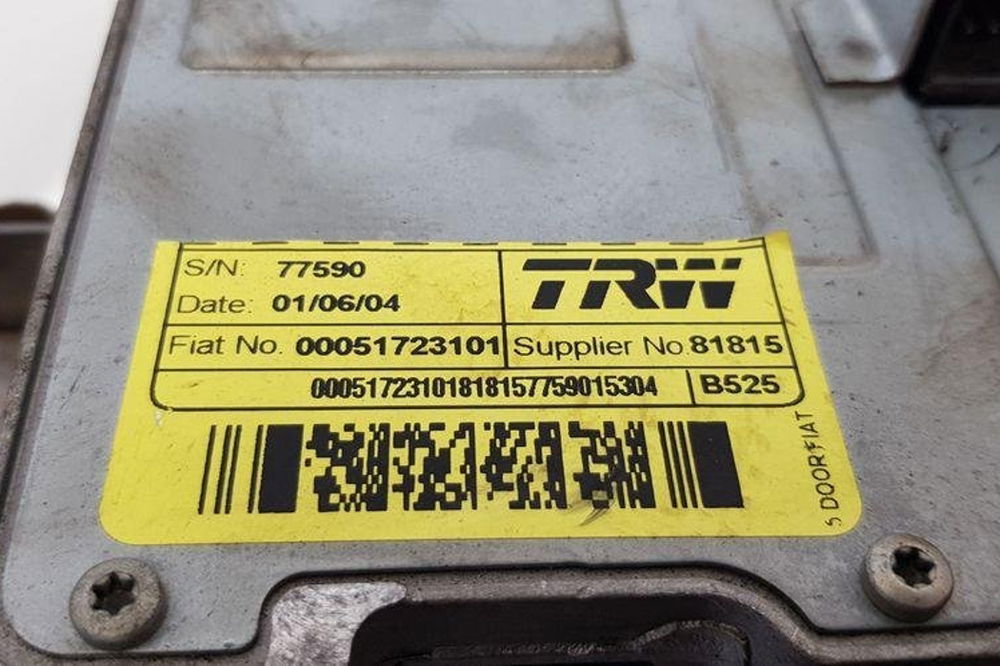 S/N: 77590
TRW
Date: 01/06/04
Fiat No. 00051723101
Supplier No. 81815
00051723101818157759015304
B525
5 DOOR FIAT